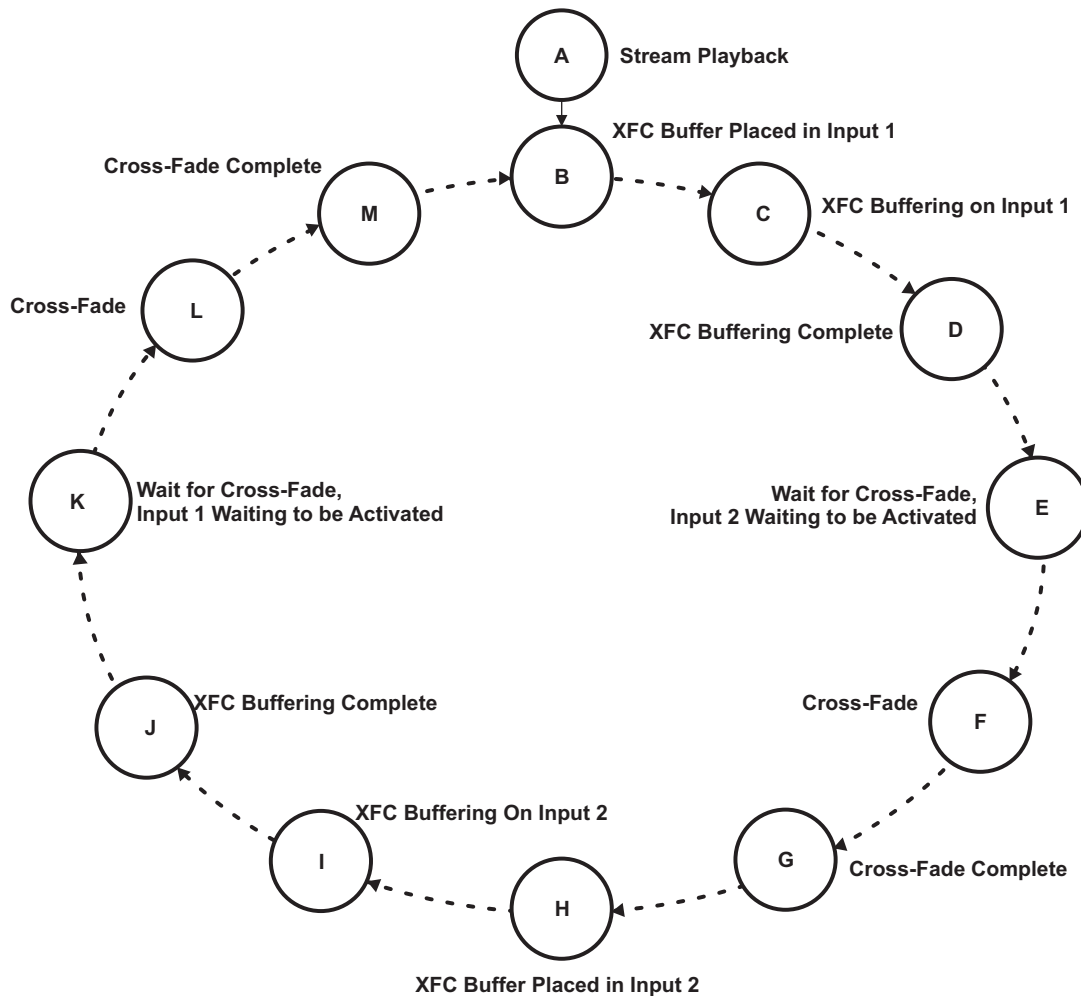 A
Stream Playback
XFC Buffer Placed in Input 1
B
Cross-Fade Complete
M
C
XFC Buffering on Input 1
Cross-Fade
L
XFC Buffering Complete
D
K
Wait for Cross-Fade,
Input 1 Waiting to be Activated
Wait for Cross-Fade,
Input 2 Waiting to be Activated
E
J
XFC Buffering Complete
Cross-Fade
F
XFC Buffering On Input 2
I
G
Cross-Fade Complete
H
XFC Buffer Placed in Input 2